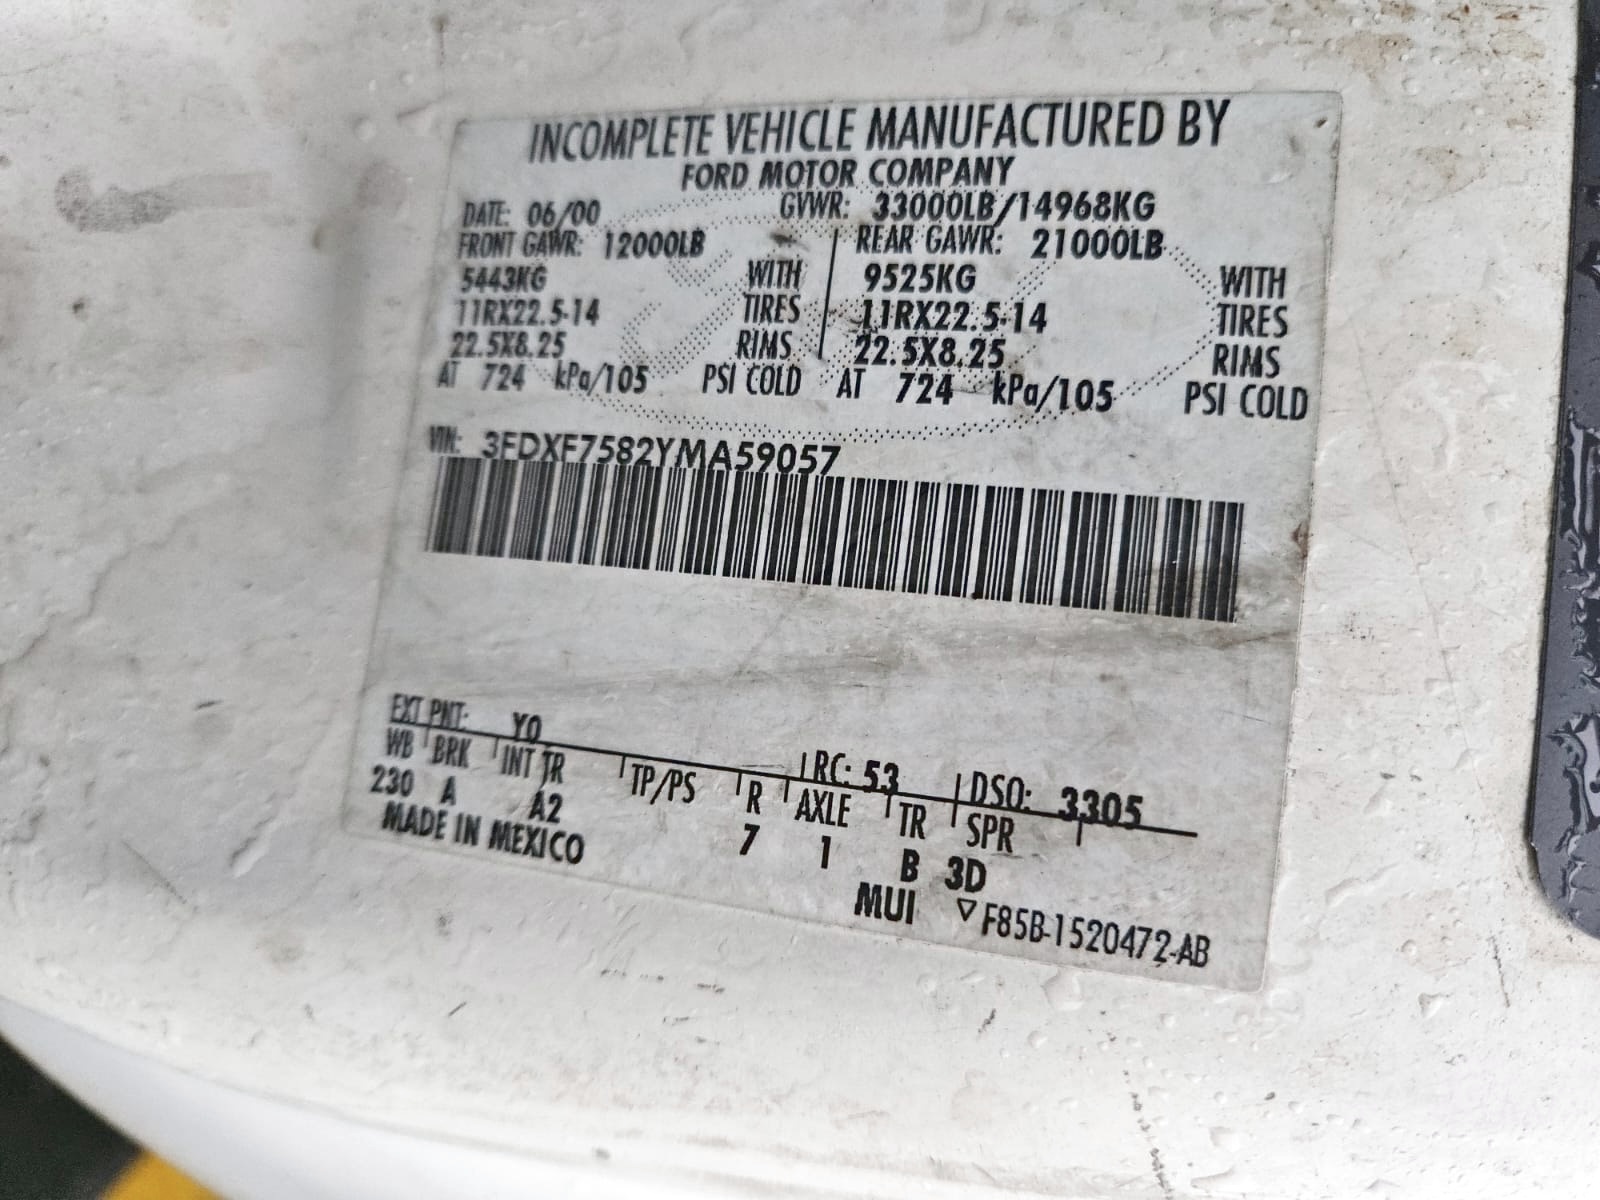 INCOMPLETE VEHICLE MANUFACTURED BY
FORD MOTOR COMPANY
DATE: 06/00 GVWR: 33000LB/14968KG
FRONT GAWR: 12000LB REAR GAWR: 21000LB
5443KG WITH 9525KG WITH
11RX22.5-14 TIRES 11RX22.5-14 TIRES
22.5X8.25 RIMS 22.5X8.25 RIMS
AT 724 kPa/105 PSI COLD AT 724 kPa/105 PSI COLD
VIN: 3FDXF7582YMA59057
EXT PNT: YO RC: 53 DSO: 3305
WB BRK INT TR TP/PS R AXLE TR SPR
230 A A2 7 1 B 3D
MADE IN MEXICO MUI ▽ F85B-1520472-AB